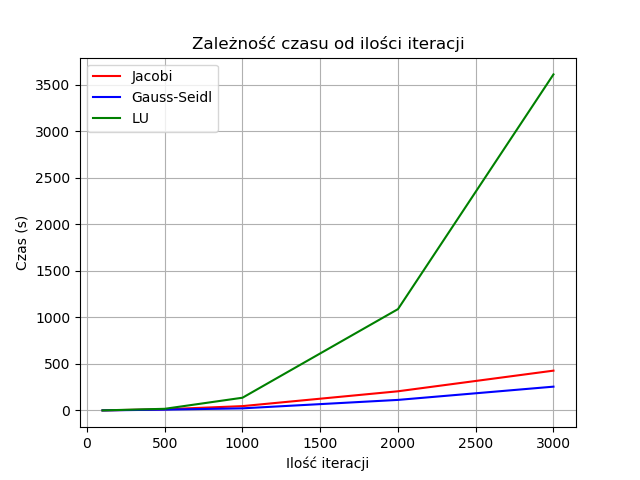 Zależność czasu od ilości iteracji
Jacobi
Gauss-Seidl
LU
3500
3000
2500
2000
1500
1000
500
0
Czas (s)
0 500 1000 1500 2000 2500 3000
Ilość iteracji